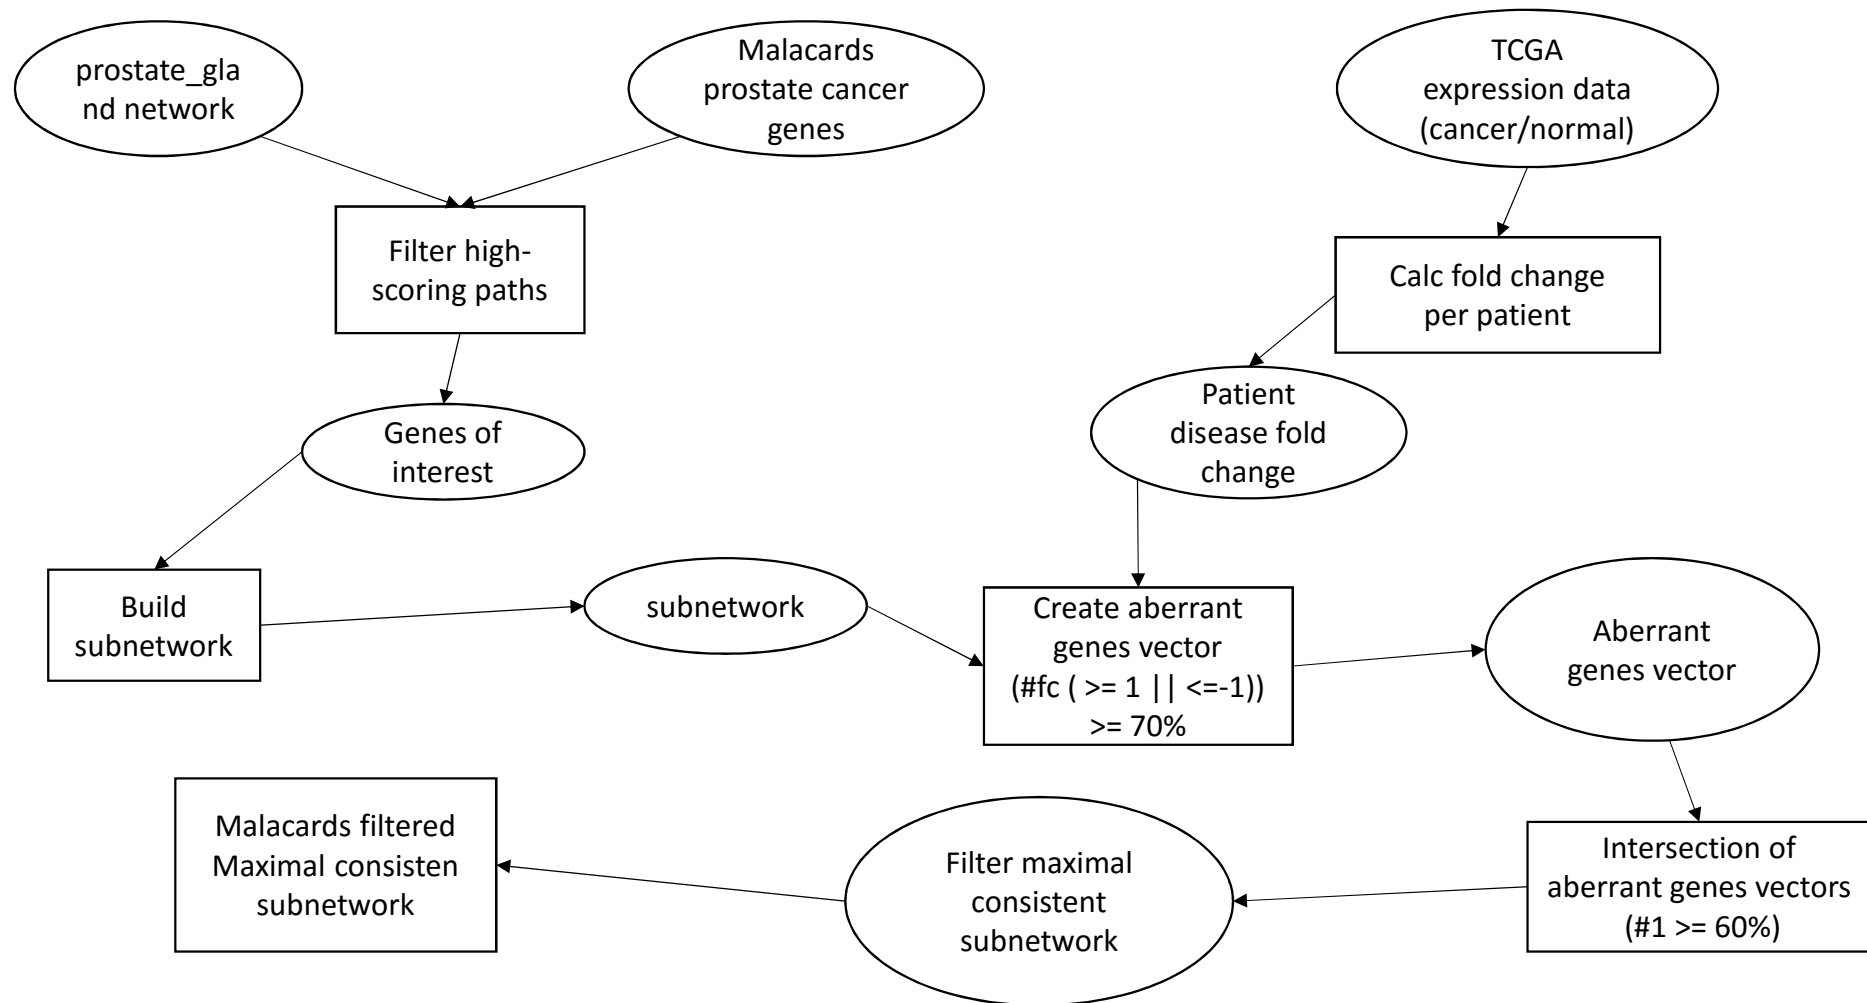 prostate_gla
nd network
Malacards
prostate cancer
genes
TCGA
expression data
(cancer/normal)
Filter high-
scoring paths
Calc fold change
per patient
Genes of
interest
Patient
disease fold
change
Build
subnetwork
subnetwork
Create aberrant
genes vector
(#fc ( >= 1 || <=-1))
>= 70%
Aberrant
genes vector
Malacards filtered
Maximal consisten
subnetwork
Filter maximal
consistent
subnetwork
Intersection of
aberrant genes vectors
(#1 >= 60%)